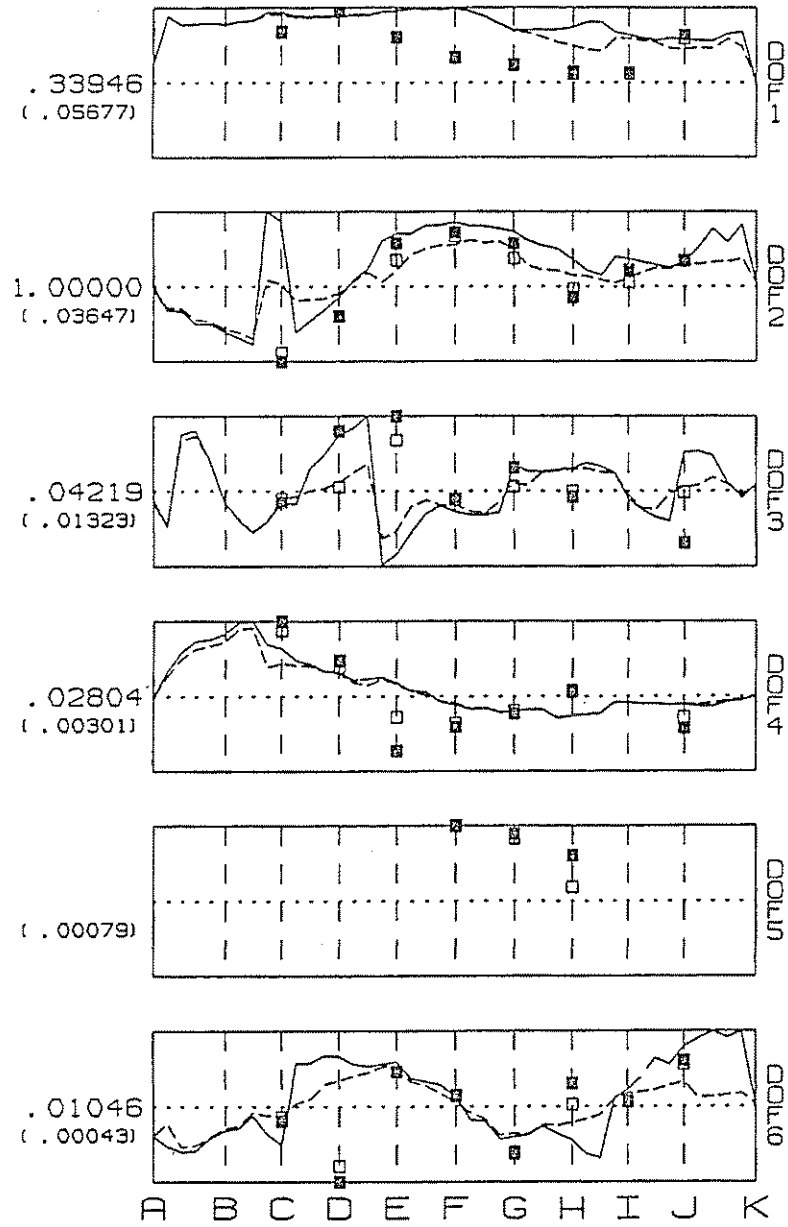 .33946
(.05677)
DOF1
1.00000
(.03647)
DOF2
.04219
(.01323)
DOF3
.02804
(.00301)
DOF4
(.00079)
DOF5
.01046
(.00043)
DOF6
A B C D E F G H I J K